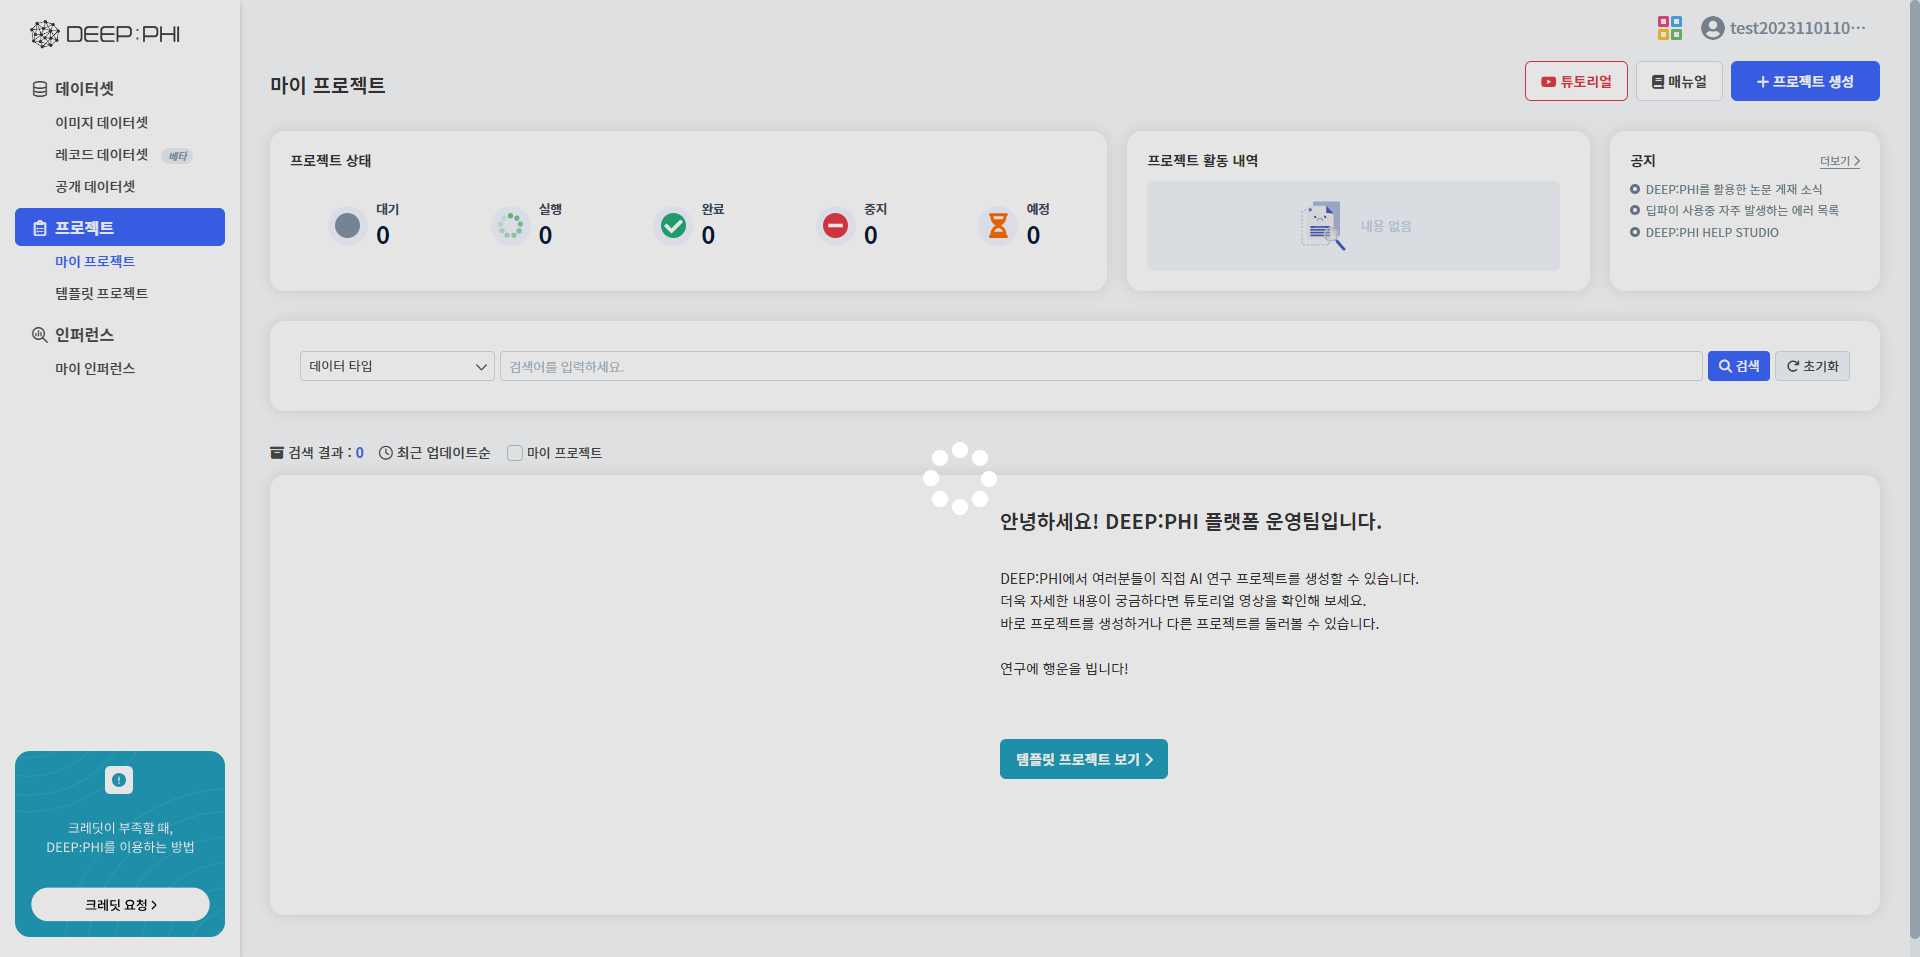 DEEP:PHI
데이터셋
이미지 데이터셋
레코드 데이터셋 베타
공개 데이터셋
프로젝트
마이 프로젝트
템플릿 프로젝트
인퍼런스
마이 인퍼런스
크레딧이 부족할 때,
DEEP:PHI를 이용하는 방법
크레딧 요청
test2023110110…
마이 프로젝트
튜토리얼
매뉴얼
프로젝트 생성
프로젝트 상태
대기
0
실행
0
완료
0
중지
0
예정
0
프로젝트 활동 내역
내용 없음
공지
더보기
DEEP:PHI를 활용한 논문 게재 소식
딥파이 사용중 자주 발생하는 에러 목록
DEEP:PHI HELP STUDIO
데이터 타입
검색어를 입력하세요.
검색
초기화
검색 결과 : 0
최근 업데이트순
마이 프로젝트
안녕하세요! DEEP:PHI 플랫폼 운영팀입니다.
DEEP:PHI에서 여러분들이 직접 AI 연구 프로젝트를 생성할 수 있습니다.
더욱 자세한 내용이 궁금하다면 튜토리얼 영상을 확인해 보세요.
바로 프로젝트를 생성하거나 다른 프로젝트를 둘러볼 수 있습니다.
연구에 행운을 빕니다!
템플릿 프로젝트 보기